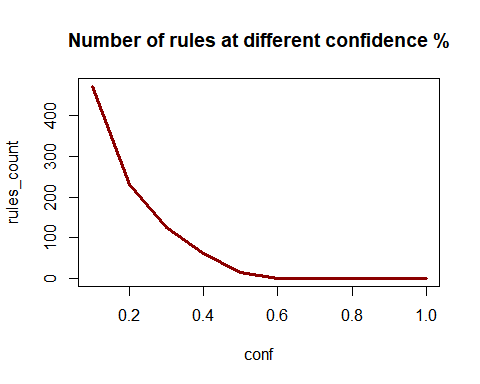 Number of rules at different confidence %
rules_count
400
300
200
100
0
0.2 0.4 0.6 0.8 1.0
conf